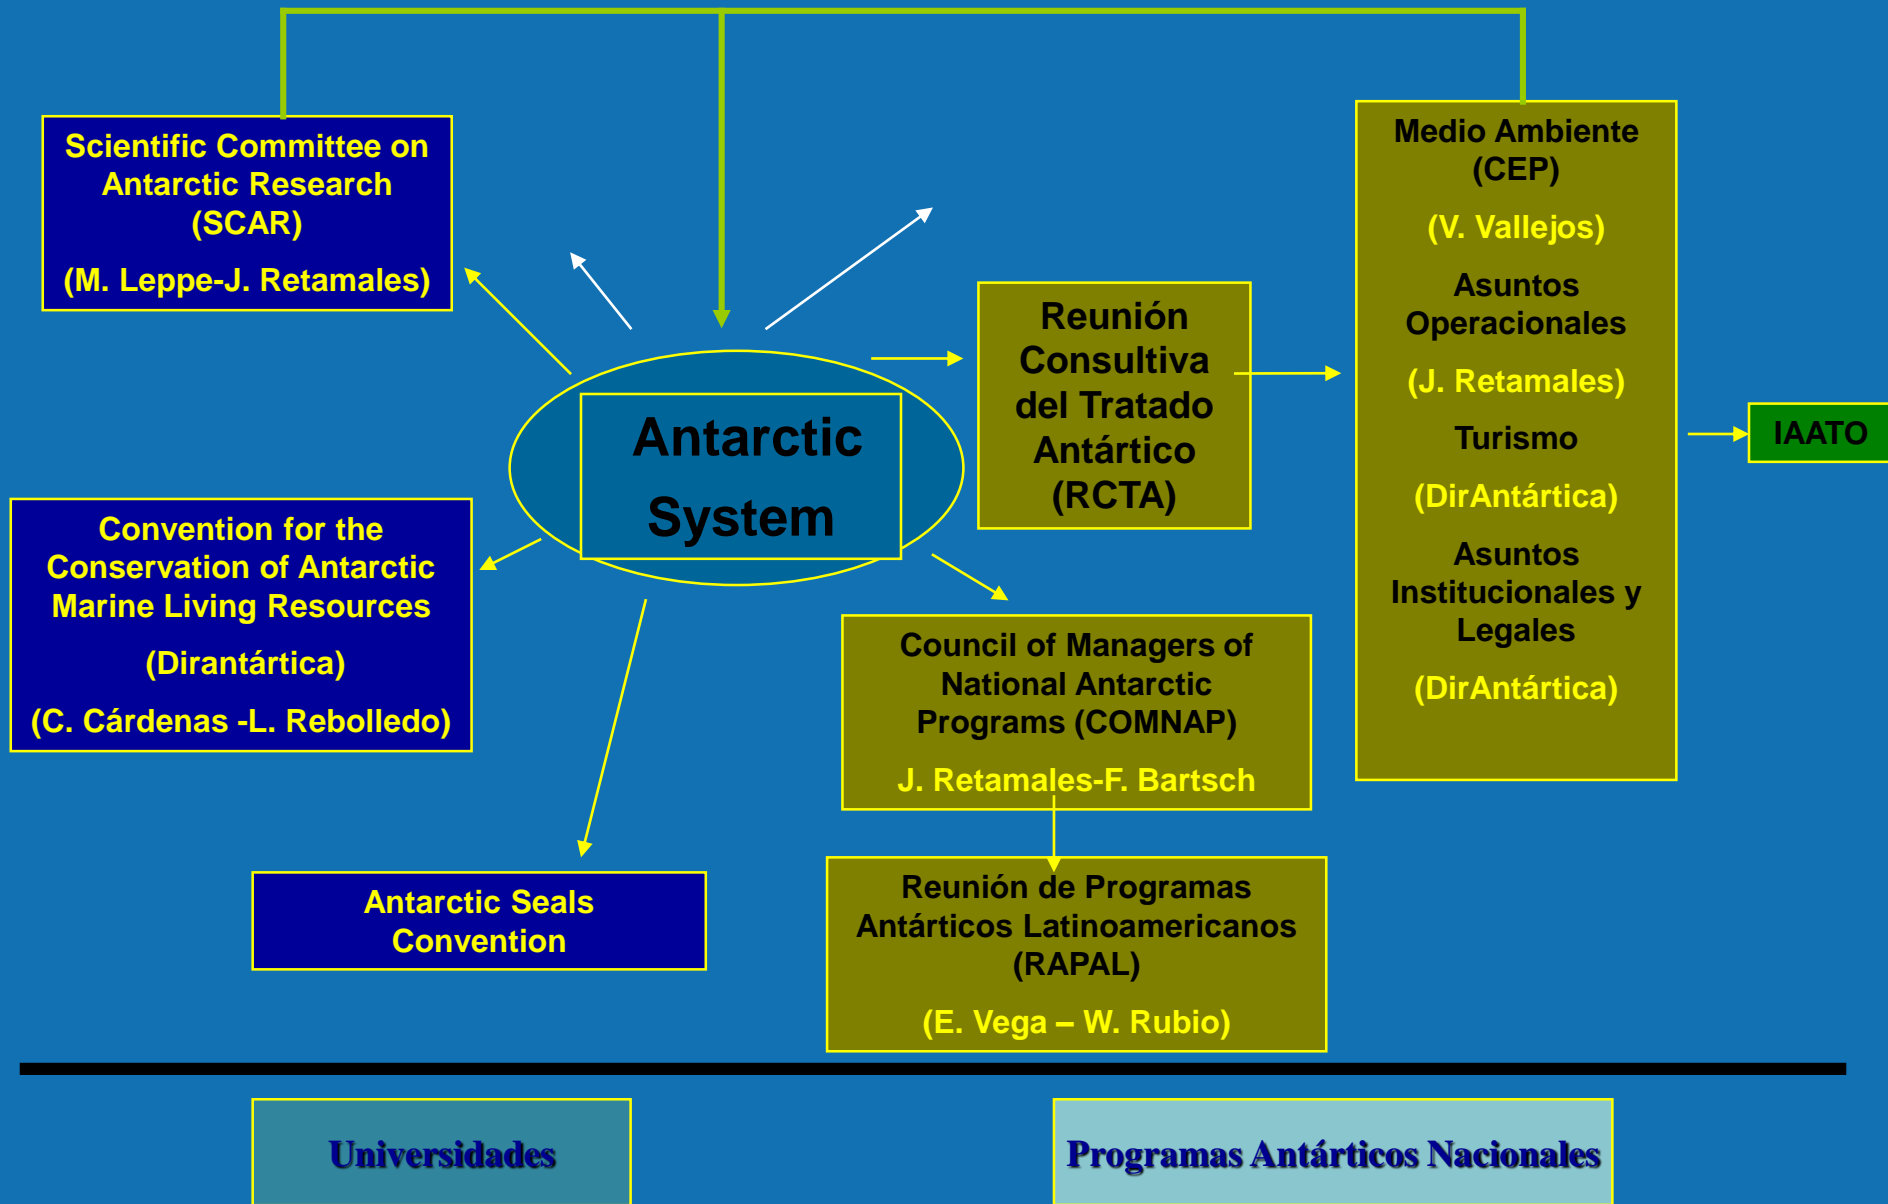 Scientific Committee on
Antarctic Research
(SCAR)
(M. Leppe-J. Retamales)
Medio Ambiente
(CEP)
(V. Vallejos)
Asuntos
Operacionales
(J. Retamales)
Turismo
(DirAntártica)
Asuntos
Institucionales y
Legales
(DirAntártica)
Reunión
Consultiva
del Tratado
Antártico
(RCTA)
IAATO
Antarctic
System
Convention for the
Conservation of Antarctic
Marine Living Resources
(Dirantártica)
(C. Cárdenas -L. Rebolledo)
Council of Managers of
National Antarctic
Programs (COMNAP)
J. Retamales-F. Bartsch
Antarctic Seals
Convention
Reunión de Programas
Antárticos Latinoamericanos
(RAPAL)
(E. Vega – W. Rubio)
Universidades
Programas Antárticos Nacionales